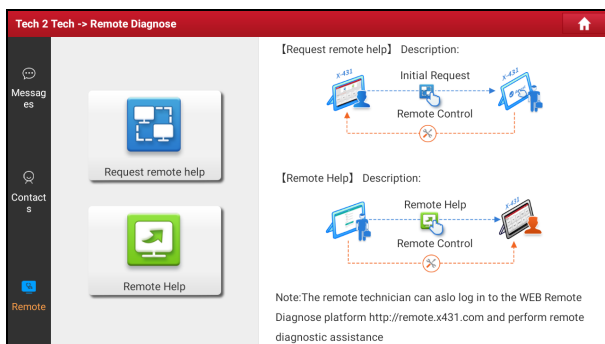 Tech 2 Tech -> Remote Diagnose
Messag
es
Contact
s
Remote
Request remote help
Remote Help
【Request remote help】 Description:
X-431
Initial Request
X-431
Remote Control
【Remote Help】 Description:
Remote Help
X-431
Remote Control
Note:The remote technician can aslo log in to the WEB Remote
Diagnose platform http://remote.x431.com and perform remote
diagnostic assistance